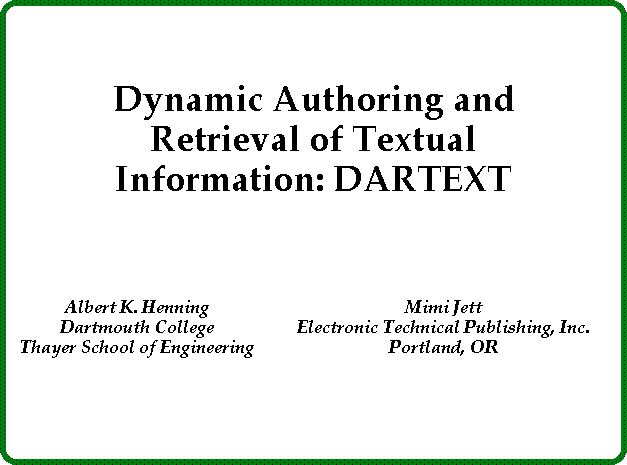 Dynamic Authoring and
Retrieval of Textual
Information: DARTEXT
Albert K. Henning
Dartmouth College
Thayer School of Engineering
Mimi Jett
Electronic Technical Publishing, Inc.
Portland, OR